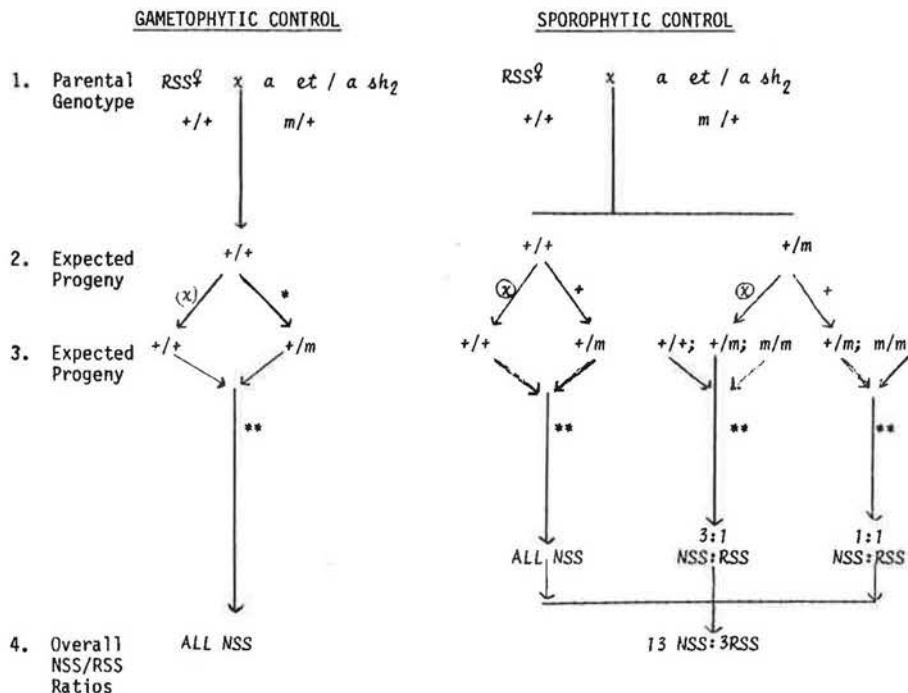 GAMETOPHYTIC CONTROL SPOROPHYTIC CONTROL
1. Parental Genotype RSS♀ x a et / a sh₂ RSS♀ x a et / a sh₂
+/+ m/+ +/+ m/+
2. Expected Progeny +/+ +/+ +/m
(x) * ⓧ + ⓧ +
3. Expected Progeny +/+ +/m +/+ +/m +/+; +/m; m/m +/m; m/m
** ** ** **
3:1 1:1
ALL NSS NSS:RSS NSS:RSS
4. Overall NSS/RSS Ratios ALL NSS 13 NSS:3RSS